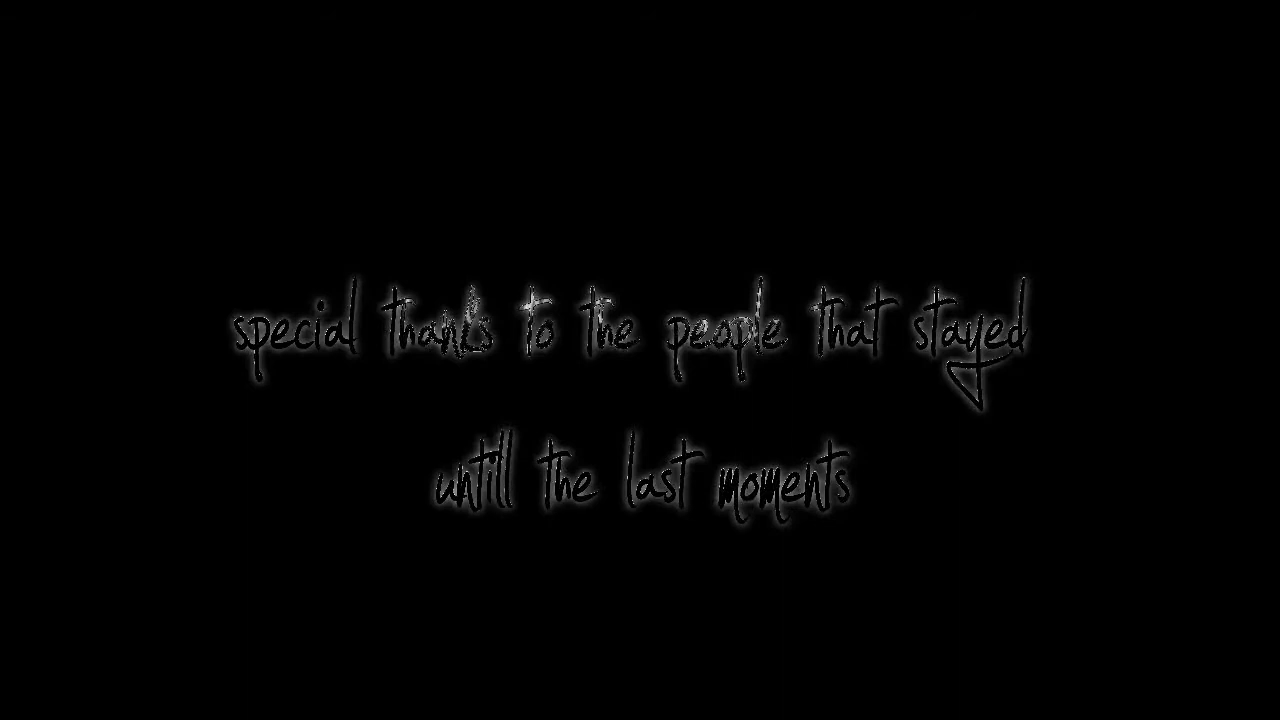 special thanks to the people that stayed
untill the last moments